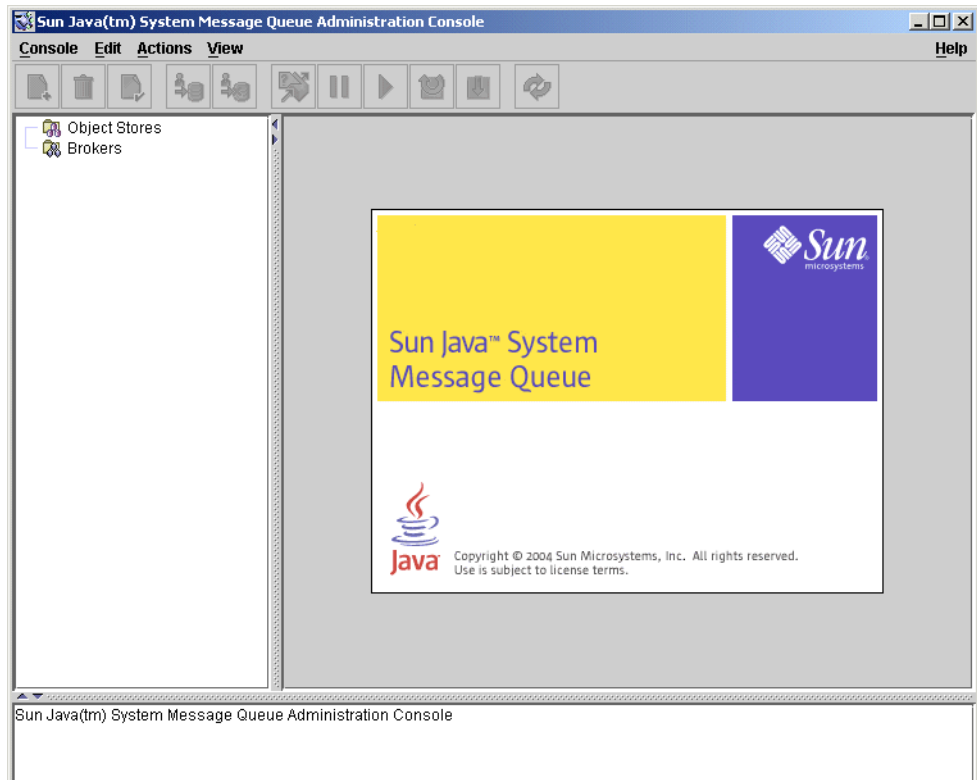 Sun Java(tm) System Message Queue Administration Console
Console Edit Actions View Help
Object Stores
Brokers
Sun
microsystems
Sun Java™ System
Message Queue
Java
Copyright © 2004 Sun Microsystems, Inc. All rights reserved.
Use is subject to license terms.
Sun Java(tm) System Message Queue Administration Console